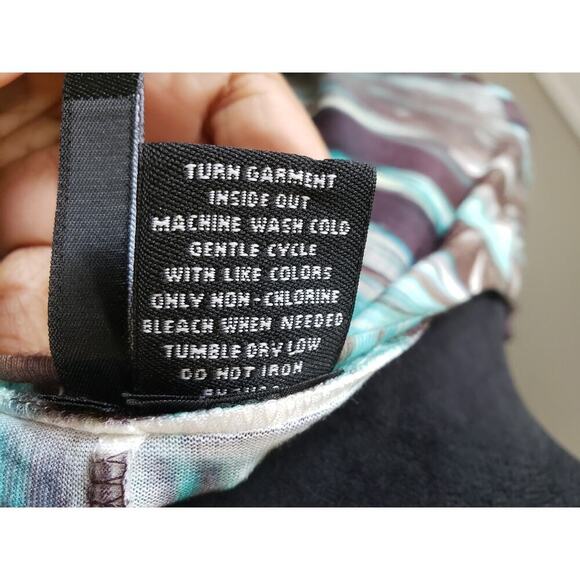 TURN GARMENT
INSIDE OUT
MACHINE WASH COLD
GENTLE CYCLE
WITH LIKE COLORS
ONLY NON-CHLORINE
BLEACH WHEN NEEDED
TUMBLE DRY LOW
DO NOT IRON